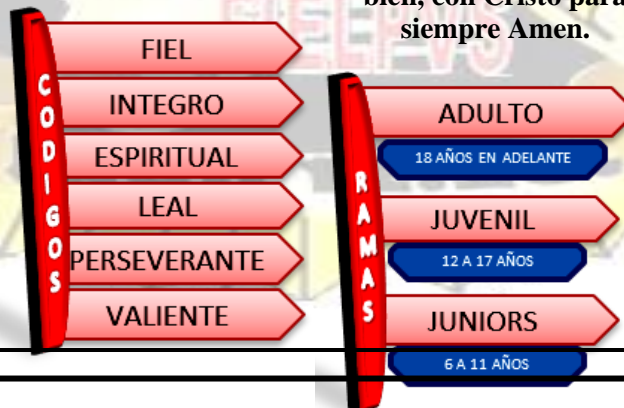 bien, con Cristo para
siempre Amen.
CODIGOS
FIEL
INTEGRO
ESPIRITUAL
LEAL
PERSEVERANTE
VALIENTE
RAMAS
ADULTO
18 AÑOS EN ADELANTE
JUVENIL
12 A 17 AÑOS
JUNIORS
6 A 11 AÑOS